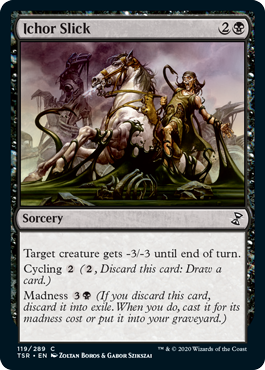 Ichor Slick 2
Sorcery
Target creature gets -3/-3 until end of turn.
Cycling 2 (2, Discard this card: Draw a
card.)
Madness 3 (If you discard this card,
discard it into exile. When you do, cast it for its
madness cost or put it into your graveyard.)
119/289 C
TSR • EN Zoltan Boros & Gabor Szikszai
™ & © 2020 Wizards of the Coast